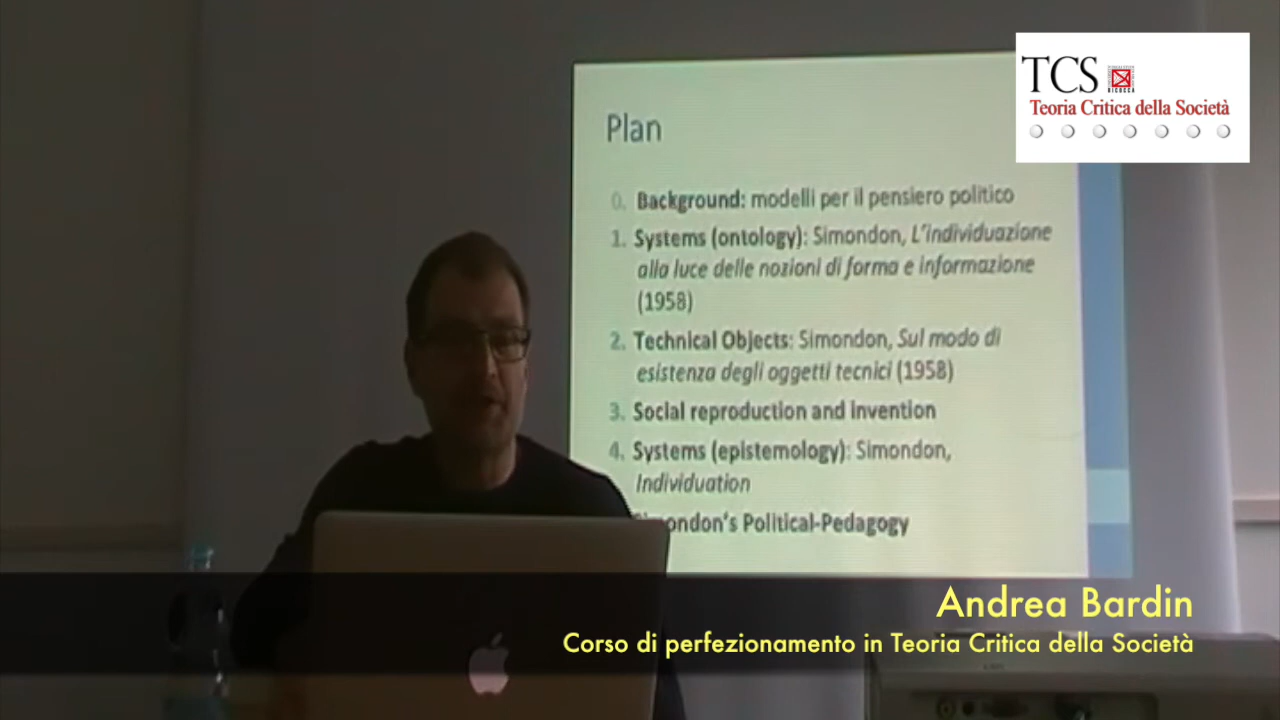 TCS
BICOCCA
Teoria Critica della Società
Plan
0. Background: modelli per il pensiero politico
1. Systems (ontology): Simondon, L'individuazione
alla luce delle nozioni di forma e informazione
(1958)
2. Technical Objects: Simondon, Sul modo di
esistenza degli oggetti tecnici (1958)
3. Social reproduction and invention
4. Systems (epistemology): Simondon,
Individuation
Simondon's Political-Pedagogy
Andrea Bardin
Corso di perfezionamento in Teoria Critica della Società